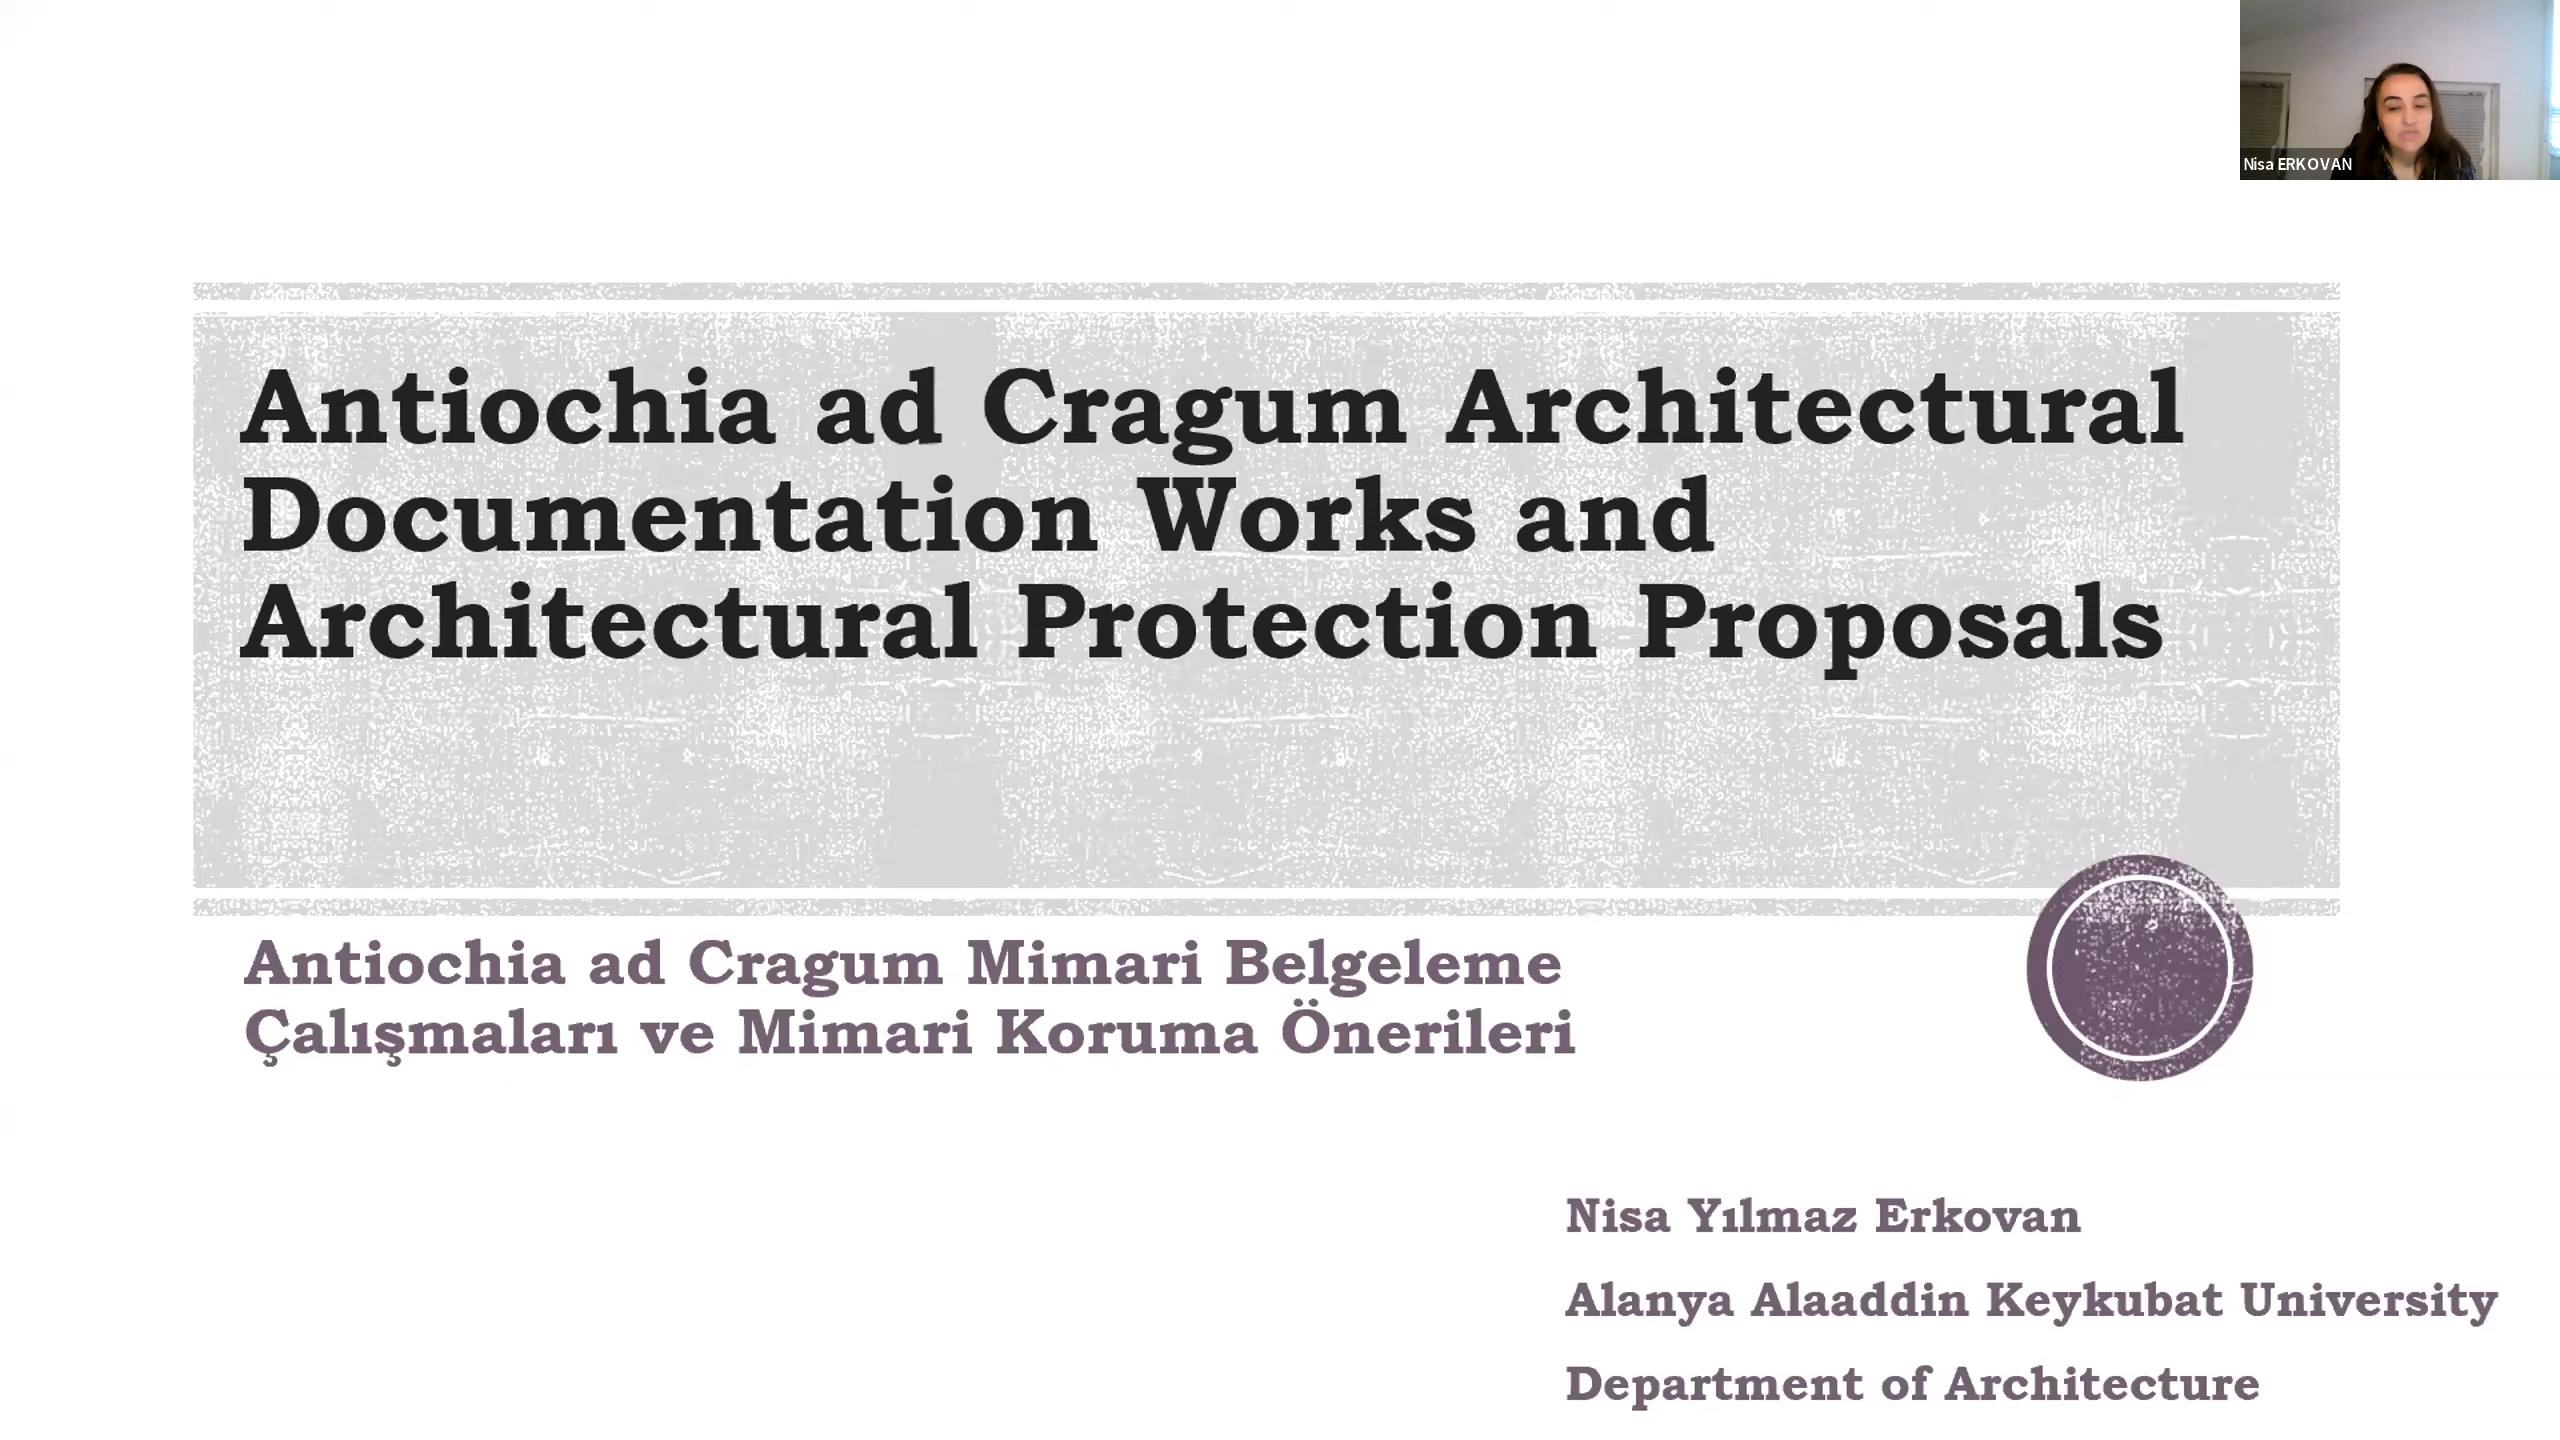 Nisa ERKOVAN
Antiochia ad Cragum Architectural
Documentation Works and
Architectural Protection Proposals
Antiochia ad Cragum Mimari Belgeleme
Çalışmaları ve Mimari Koruma Önerileri
Nisa Yılmaz Erkovan
Alanya Alaaddin Keykubat University
Department of Architecture